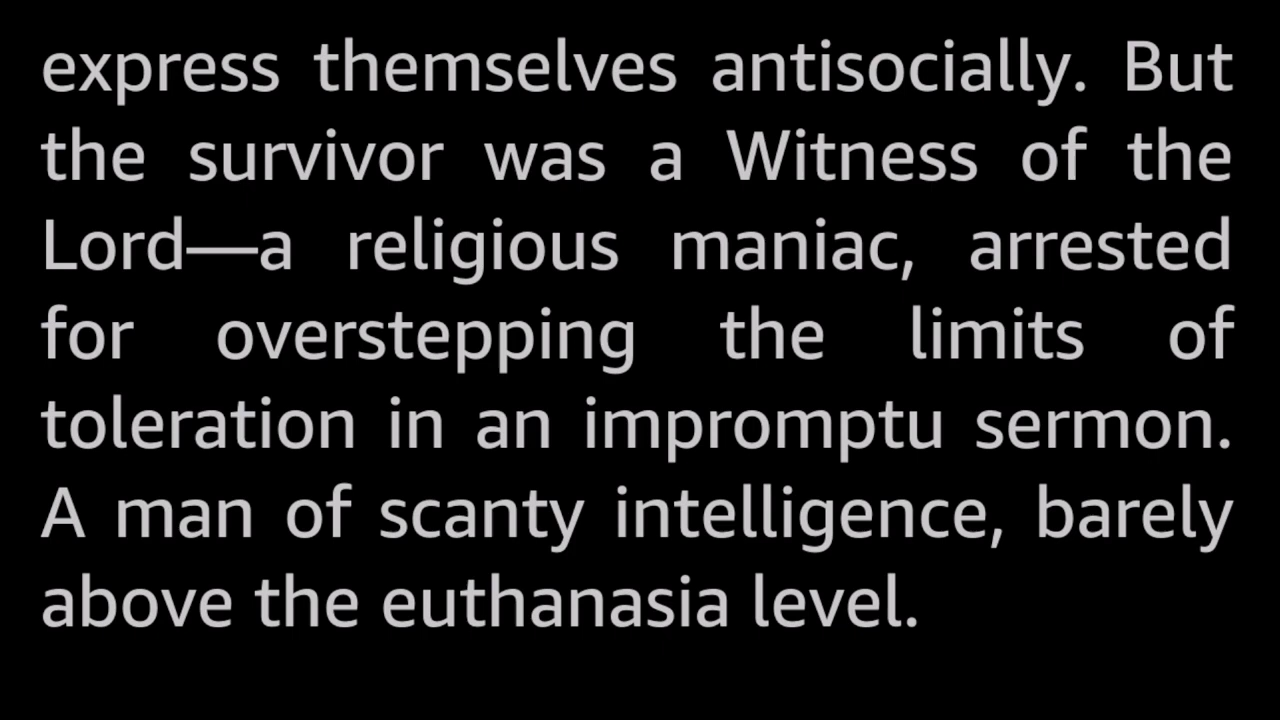 express themselves antisocially. But
the survivor was a Witness of the
Lord—a religious maniac, arrested
for overstepping the limits of
toleration in an impromptu sermon.
A man of scanty intelligence, barely
above the euthanasia level.